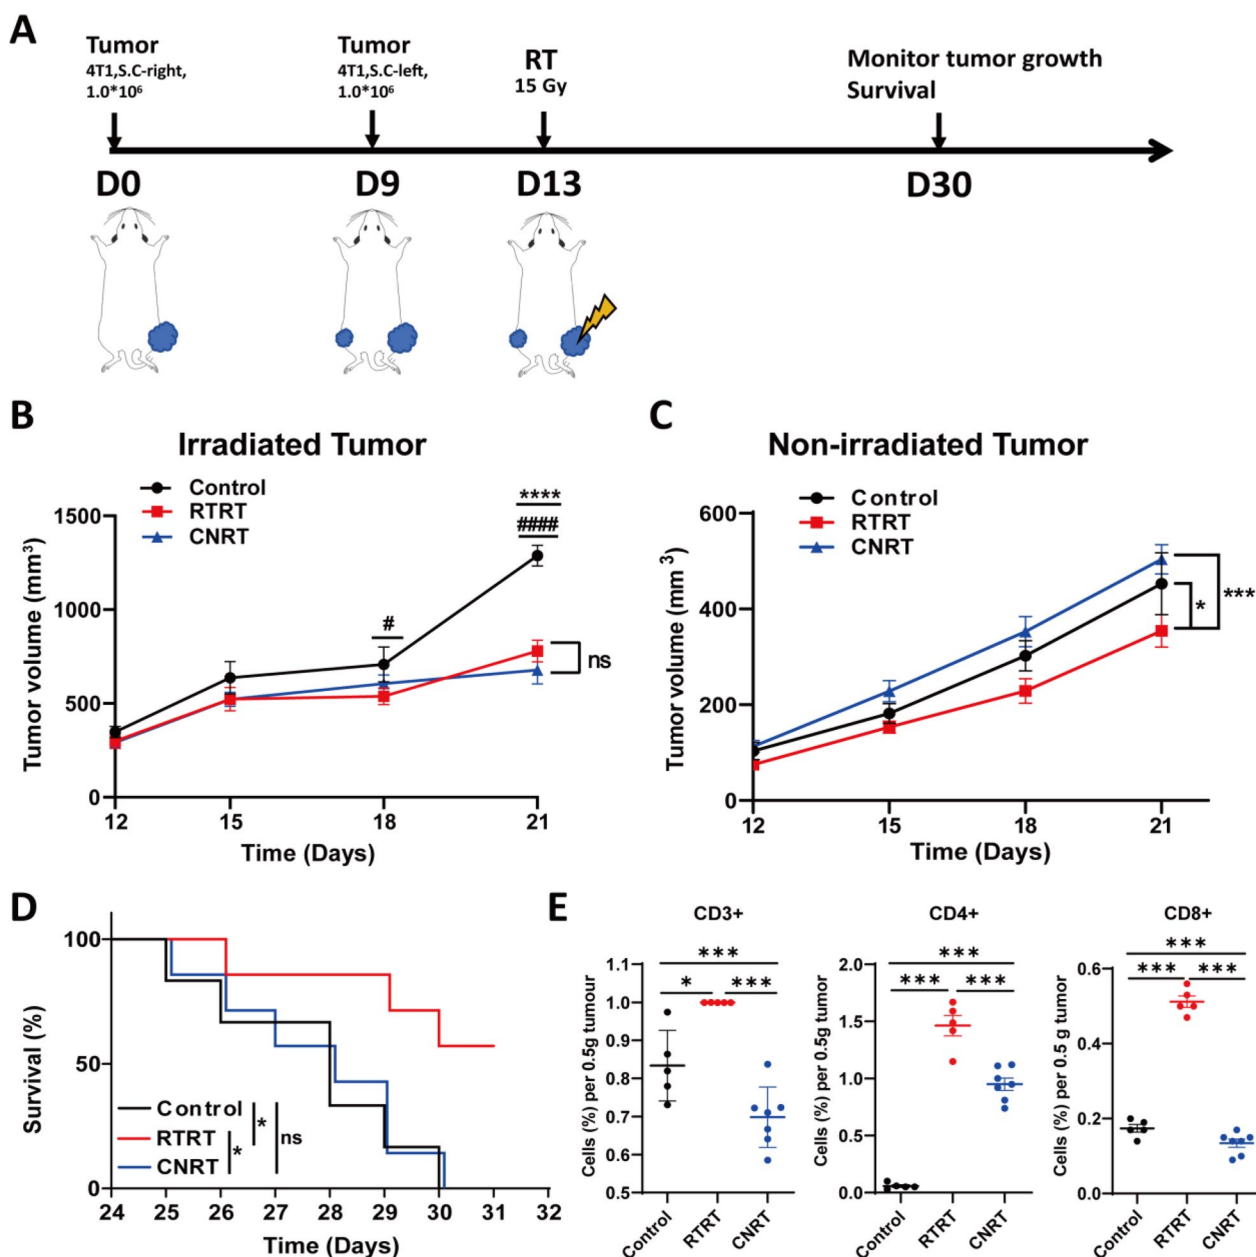 A
Tumor
4T1,S.C-right,
1.0*10⁶
Tumor
4T1,S.C-left,
1.0*10⁶
RT
15 Gy
Monitor tumor growth
Survival
D0
D9
D13
D30
B
Irradiated Tumor
Control
RTRT
CNRT
****
####
#
ns
1500
1000
500
0
Tumor volume (mm³)
12
15
18
21
Time (Days)
C
Non-irradiated Tumor
Control
RTRT
CNRT
*
***
600
400
200
0
Tumor volume (mm³)
12
15
18
21
Time (Days)
D
100
50
0
Survival (%)
Control
RTRT
CNRT
*
*
ns
24
25
26
27
28
29
30
31
32
Time (Days)
E
CD3+
***
*
***
1.1
1.0
0.9
0.8
0.7
0.6
0.5
Cells (%) per 0.5g tumour
Control
RTRT
CNRT
CD4+
***
***
***
2.0
1.5
1.0
0.5
0.0
Cells (%) per 0.5g tumor
Control
RTRT
CNRT
CD8+
***
***
***
0.6
0.4
0.2
0.0
Cells (%) per 0.5 g tumor
Control
RTRT
CNRT